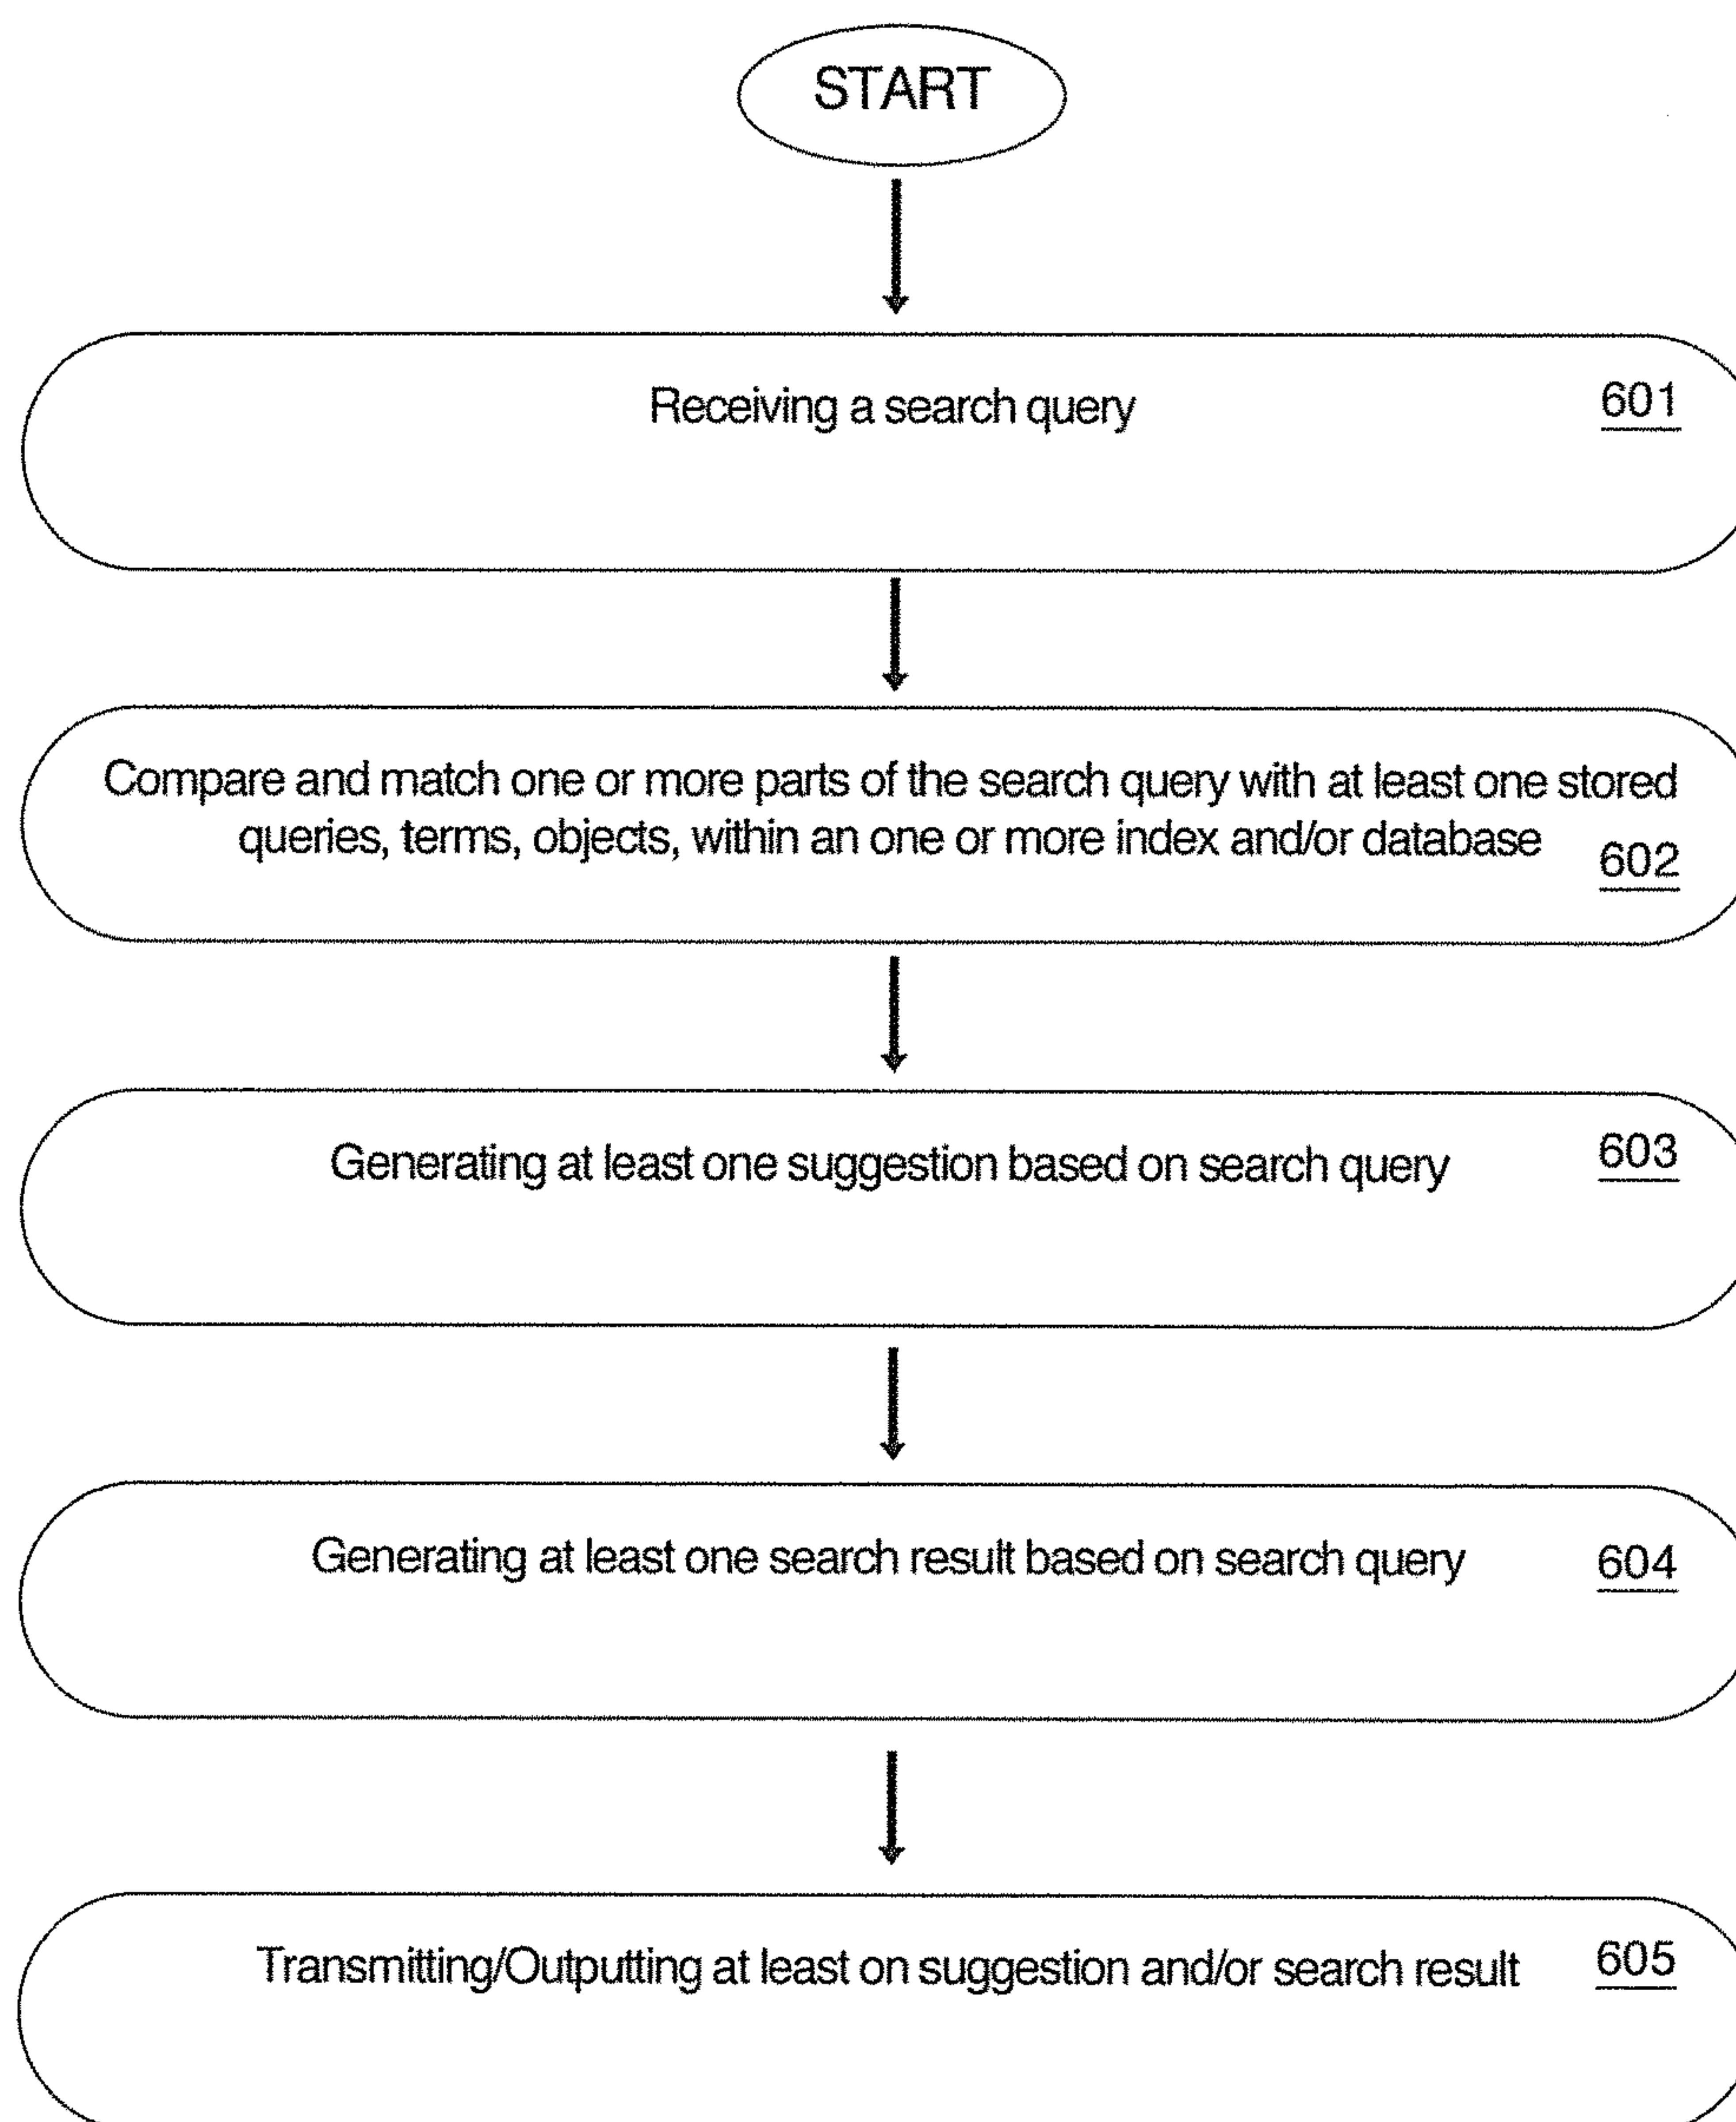 START
Receiving a search query
601
Compare and match one or more parts of the search query with at least one stored
queries, terms, objects, within an one or more index and/or database
602
Generating at least one suggestion based on search query
603
Generating at least one search result based on search query
604
Transmitting/Outputting at least on suggestion and/or search result
605